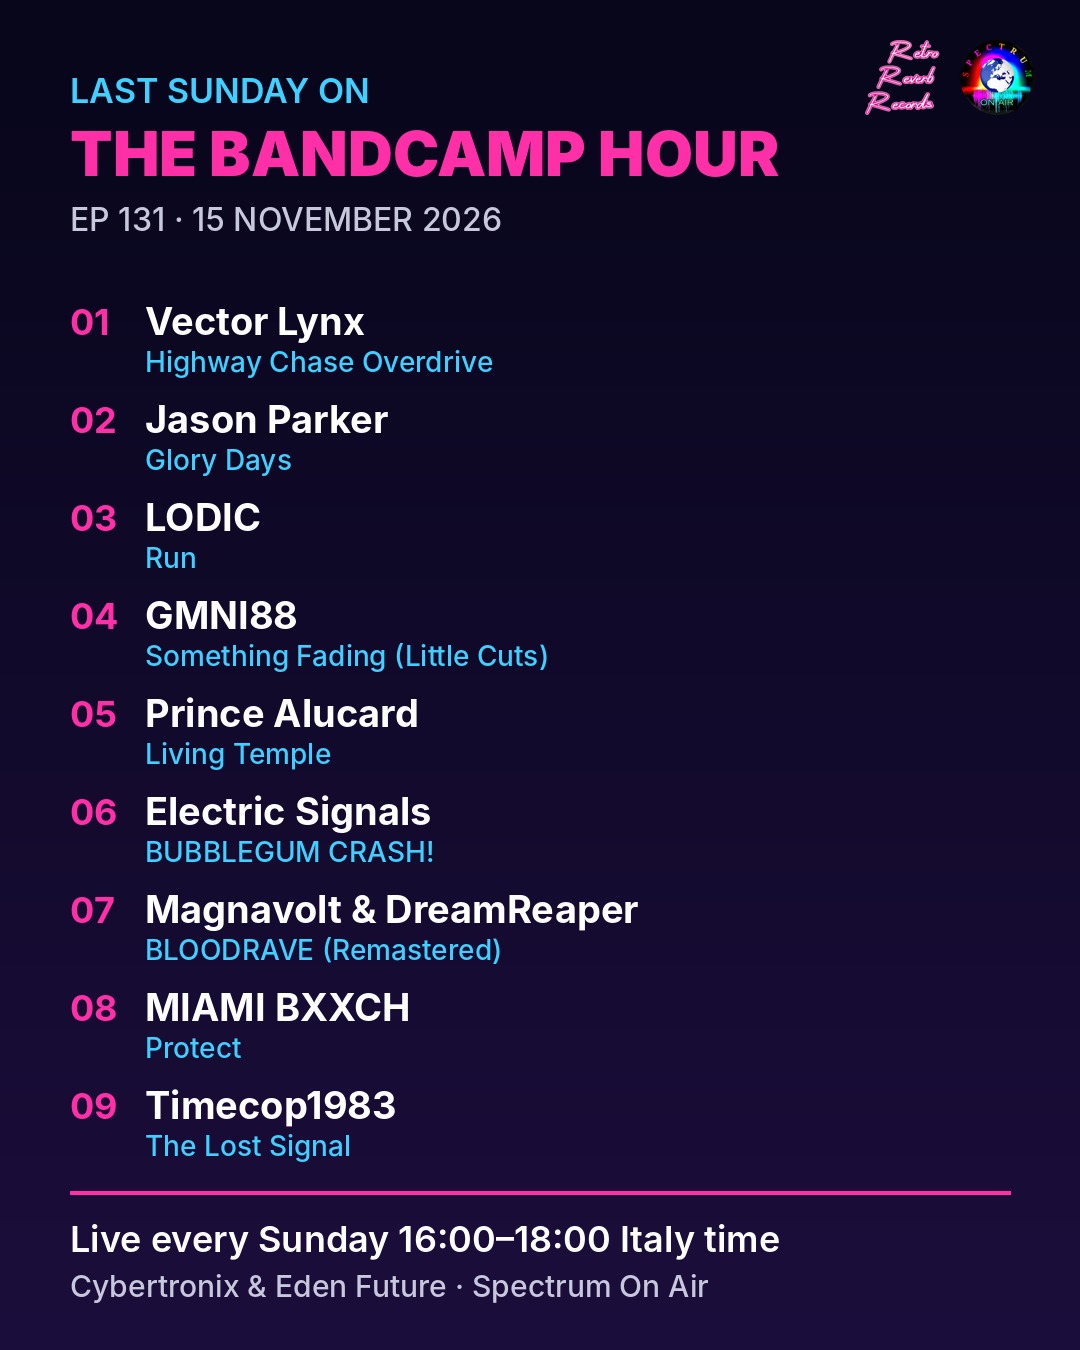 Retro
Reverb
Records
SPECTRUM
ON AIR
LAST SUNDAY ON
THE BANDCAMP HOUR
EP 131 · 15 NOVEMBER 2026
01 Vector Lynx
Highway Chase Overdrive
02 Jason Parker
Glory Days
03 LODIC
Run
04 GMNI88
Something Fading (Little Cuts)
05 Prince Alucard
Living Temple
06 Electric Signals
BUBBLEGUM CRASH!
07 Magnavolt & DreamReaper
BLOODRAVE (Remastered)
08 MIAMI BXXCH
Protect
09 Timecop1983
The Lost Signal
Live every Sunday 16:00–18:00 Italy time
Cybertronix & Eden Future · Spectrum On Air